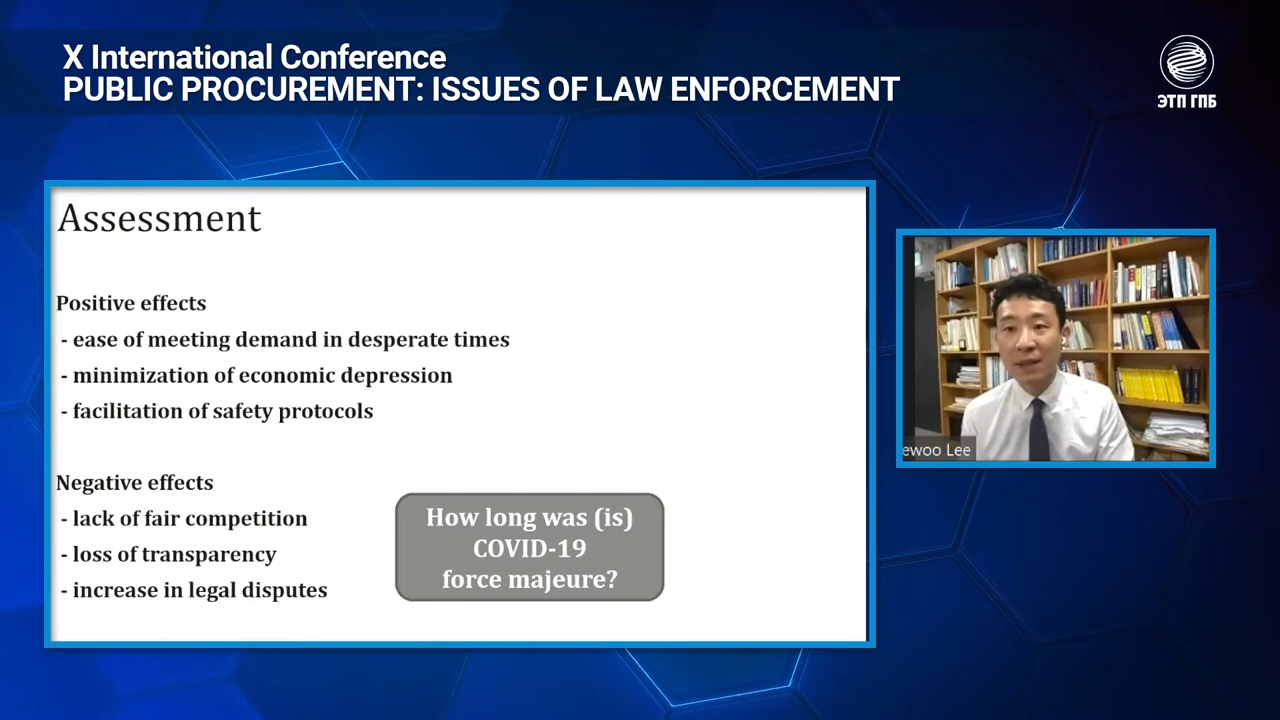 X International Conference
PUBLIC PROCUREMENT: ISSUES OF LAW ENFORCEMENT
ЭТП ГПБ
Assessment
Positive effects
- ease of meeting demand in desperate times
- minimization of economic depression
- facilitation of safety protocols
Negative effects
- lack of fair competition
- loss of transparency
- increase in legal disputes
How long was (is)
COVID-19
force majeure?
ewoo Lee